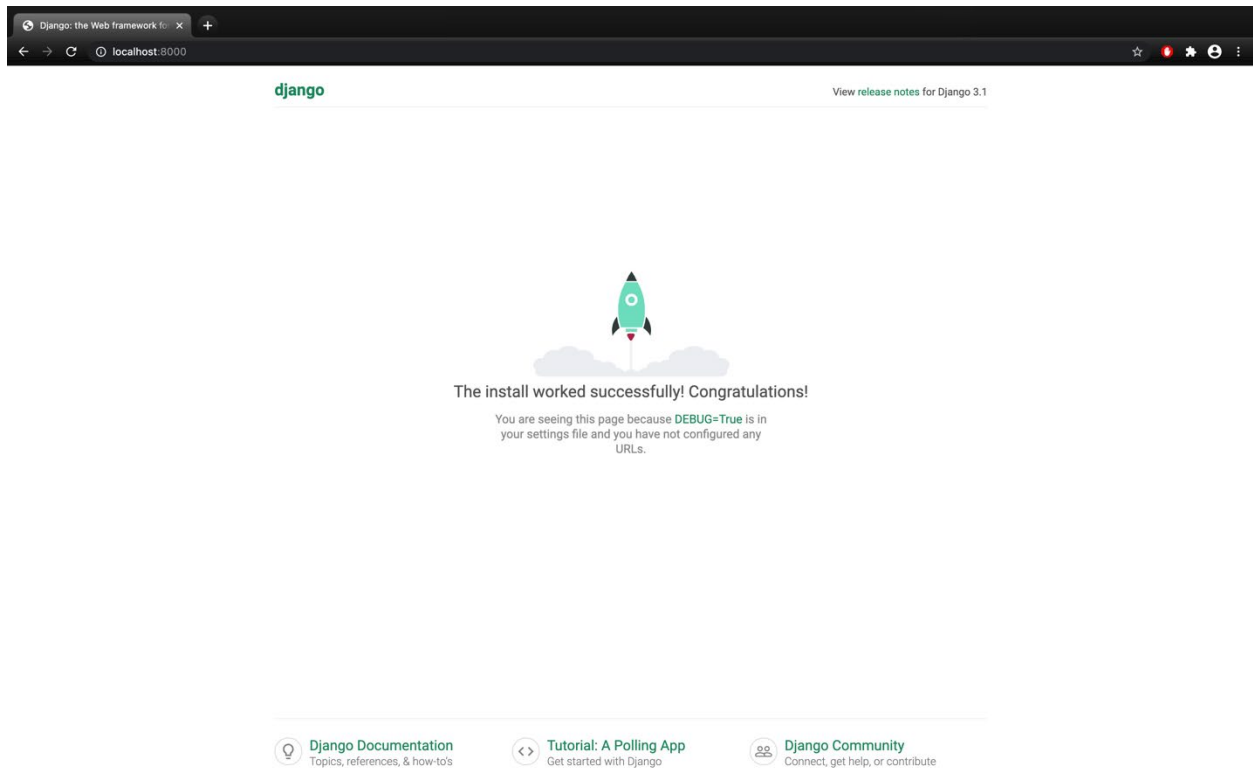 Django: the Web framework fo
localhost:8000
django
View release notes for Django 3.1
The install worked successfully! Congratulations!
You are seeing this page because DEBUG=True is in
your settings file and you have not configured any
URLs.
Django Documentation
Topics, references, & how-to's
Tutorial: A Polling App
Get started with Django
Django Community
Connect, get help, or contribute